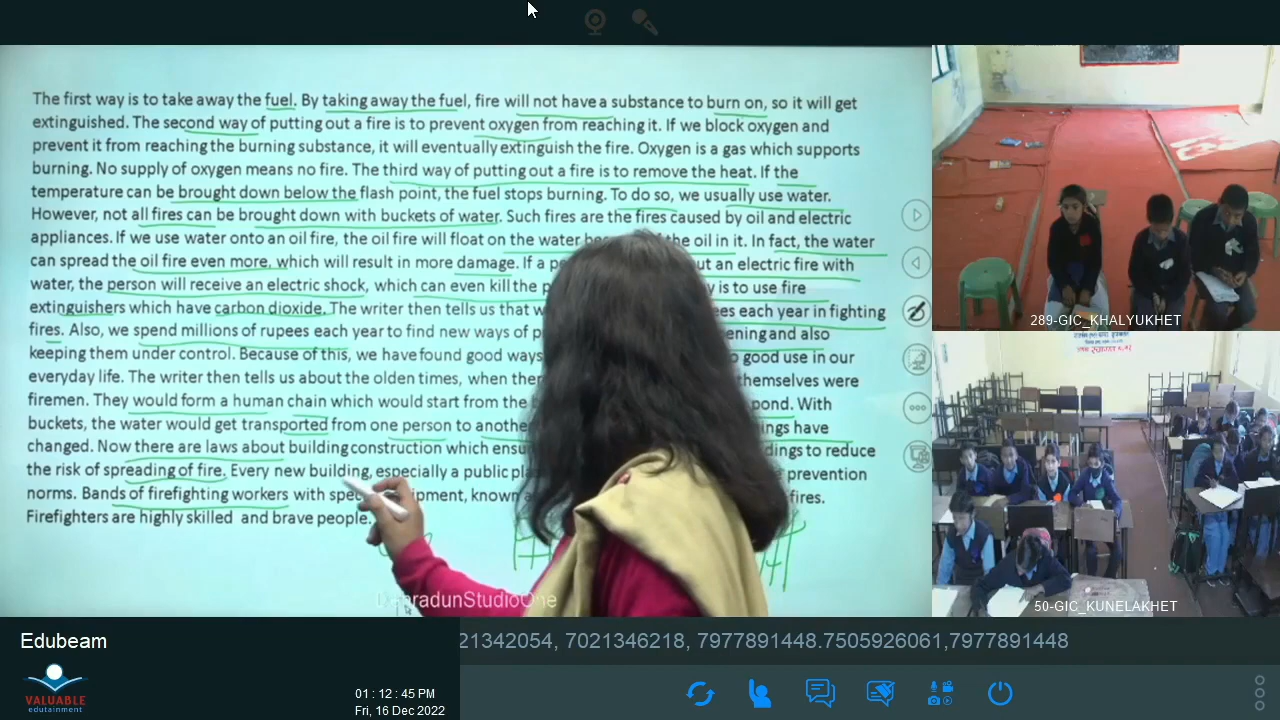 The first way is to take away the fuel. By taking away the fuel, fire will not have a substance to burn on, so it will get
extinguished. The second way of putting out a fire is to prevent oxygen from reaching it. If we block oxygen and
prevent it from reaching the burning substance, it will eventually extinguish the fire. Oxygen is a gas which supports
burning. No supply of oxygen means no fire. The third way of putting out a fire is to remove the heat. If the
temperature can be brought down below the flash point, the fuel stops burning. To do so, we usually use water.
However, not all fires can be brought down with buckets of water. Such fires are the fires caused by oil and electric
appliances. If we use water onto an oil fire, the oil fire will float on the water the oil in it. In fact, the water
can spread the oil fire even more, which will result in more damage. If a an electric fire with
water, the person will receive an electric shock, which can even kill the is to use fire
extinguishers which have carbon dioxide. The writer then tells us that each year in fighting
fires. Also, we spend millions of rupees each year to find new ways of and also
keeping them under control. Because of this, we have found good ways good use in our
everyday life. The writer then tells us about the olden times, when themselves were
firemen. They would form a human chain which would start from the pond. With
buckets, the water would get transported from one person to have
changed. Now there are laws about building construction which to reduce
the risk of spreading of fire. Every new building, especially a public prevention
norms. Bands of firefighting workers with known fires.
Firefighters are highly skilled and brave people.
DehradunStudioOne
289-GIC_KHALYUKHET
50-GIC_KUNELAKHET
Edubeam
21342054, 7021346218, 7977891448.7505926061,7977891448
VALUABLE
edutainment
01 : 12 : 45 PM
Fri, 16 Dec 2022